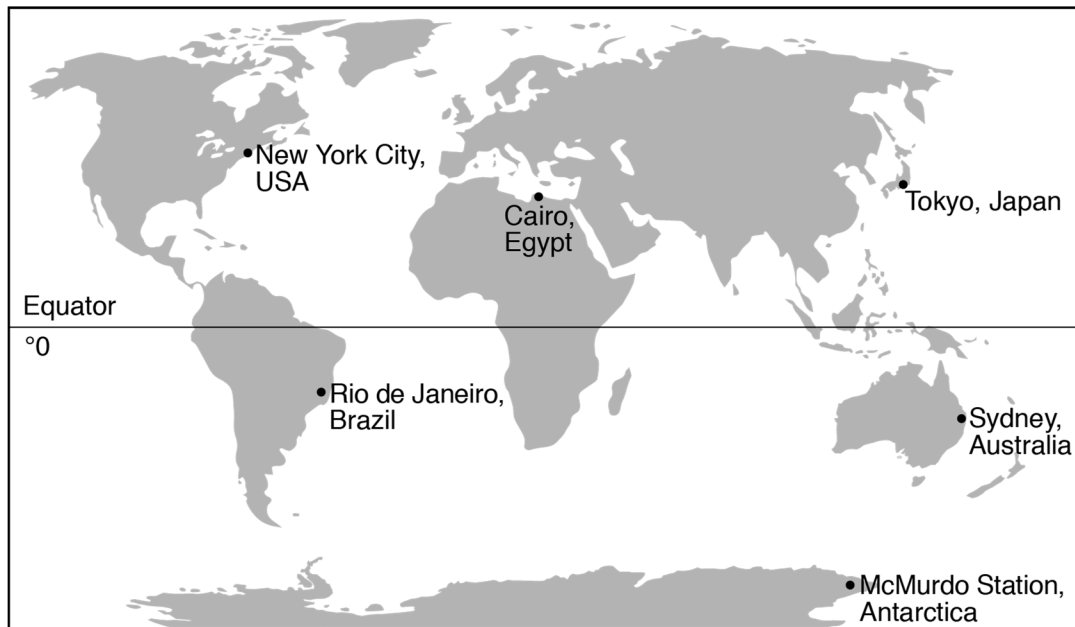 New York City,
USA
Cairo,
Egypt
Tokyo, Japan
Equator
°0
Rio de Janeiro,
Brazil
Sydney,
Australia
McMurdo Station,
Antarctica